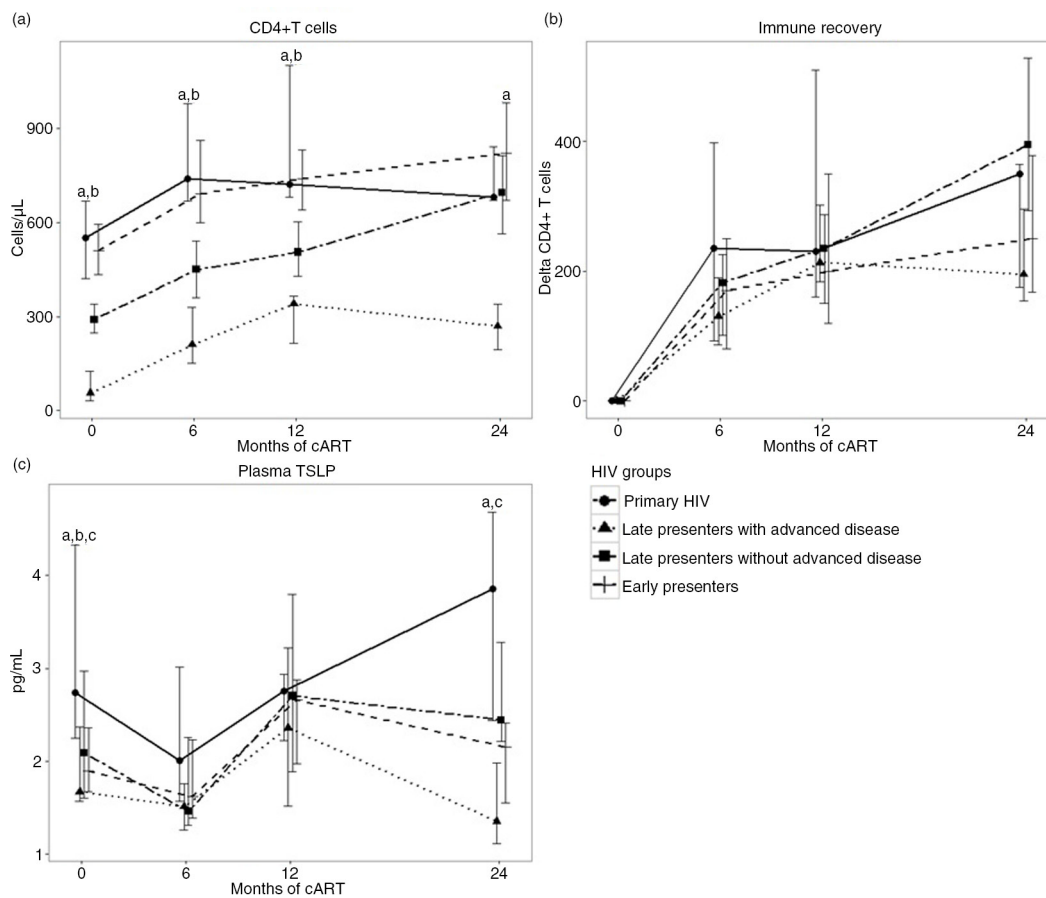 (a)
CD4+T cells
a,b
a,b
a,b
a
900
600
300
0
Cells/µL
0
6
12
24
Months of cART
(b)
Immune recovery
400
200
0
Delta CD4+ T cells
0
6
12
24
Months of cART
(c)
Plasma TSLP
a,b,c
a,c
4
3
2
1
pg/mL
0
6
12
24
Months of cART
HIV groups
Primary HIV
Late presenters with advanced disease
Late presenters without advanced disease
Early presenters